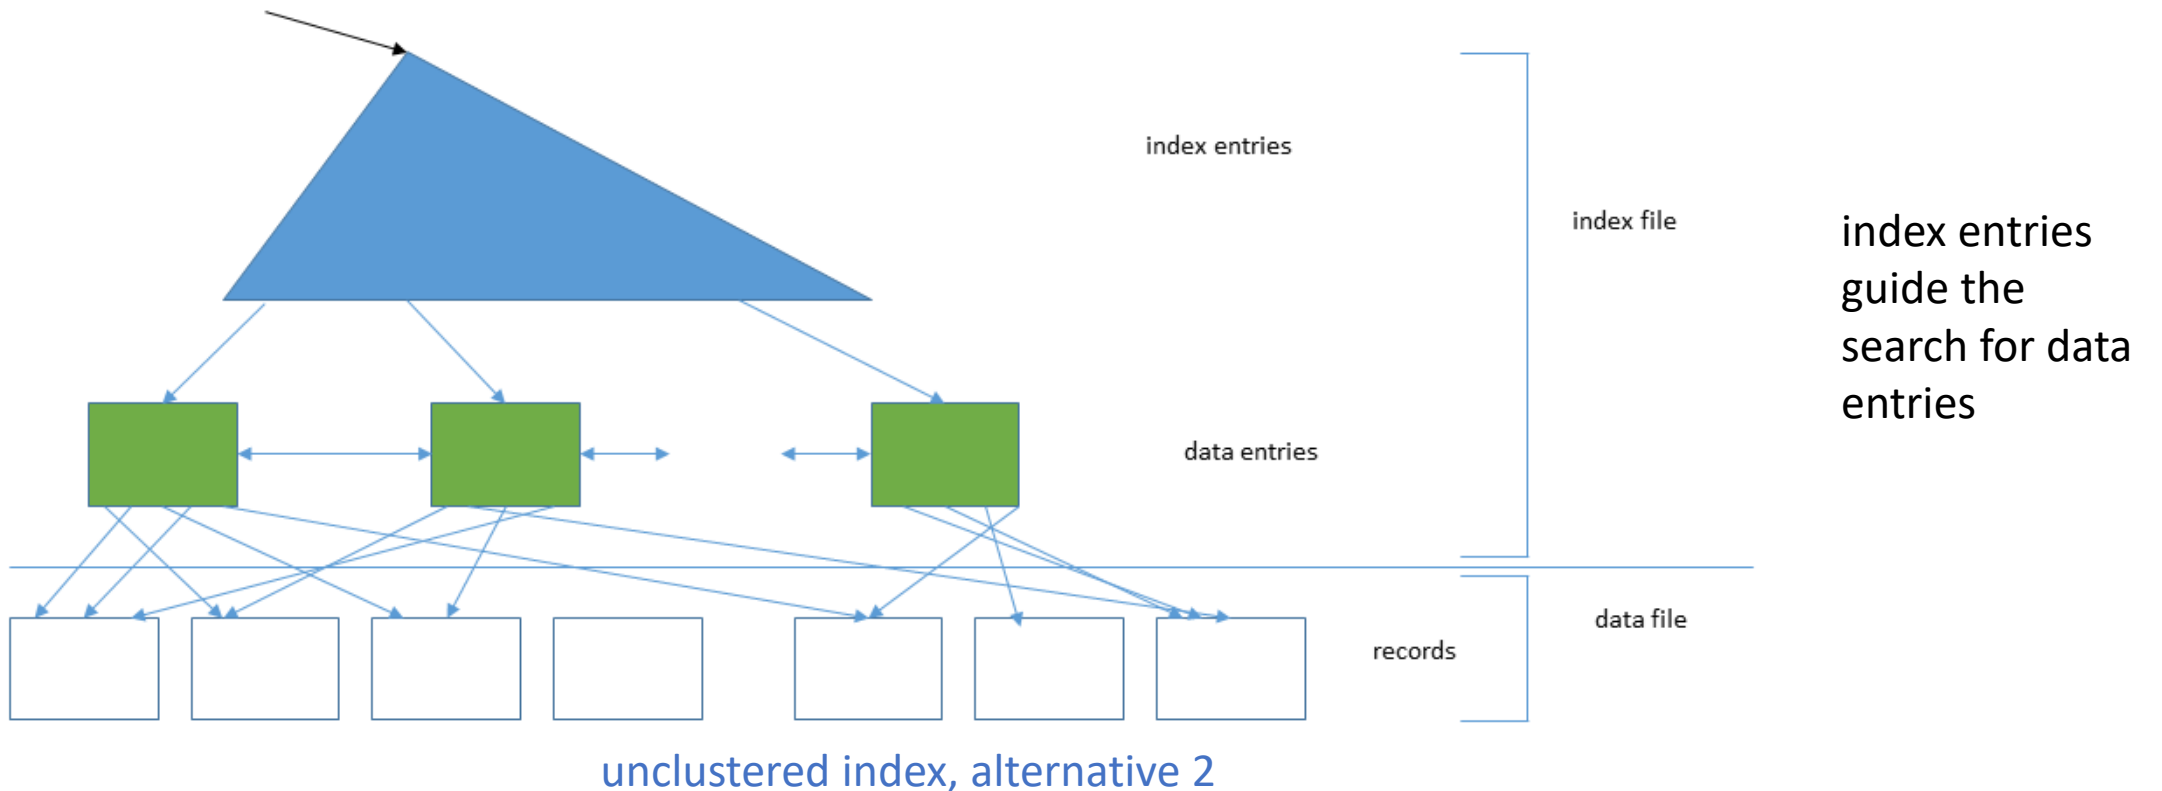 index entries
index file
index entries
guide the
search for data
entries
data entries
data file
records
unclustered index, alternative 2